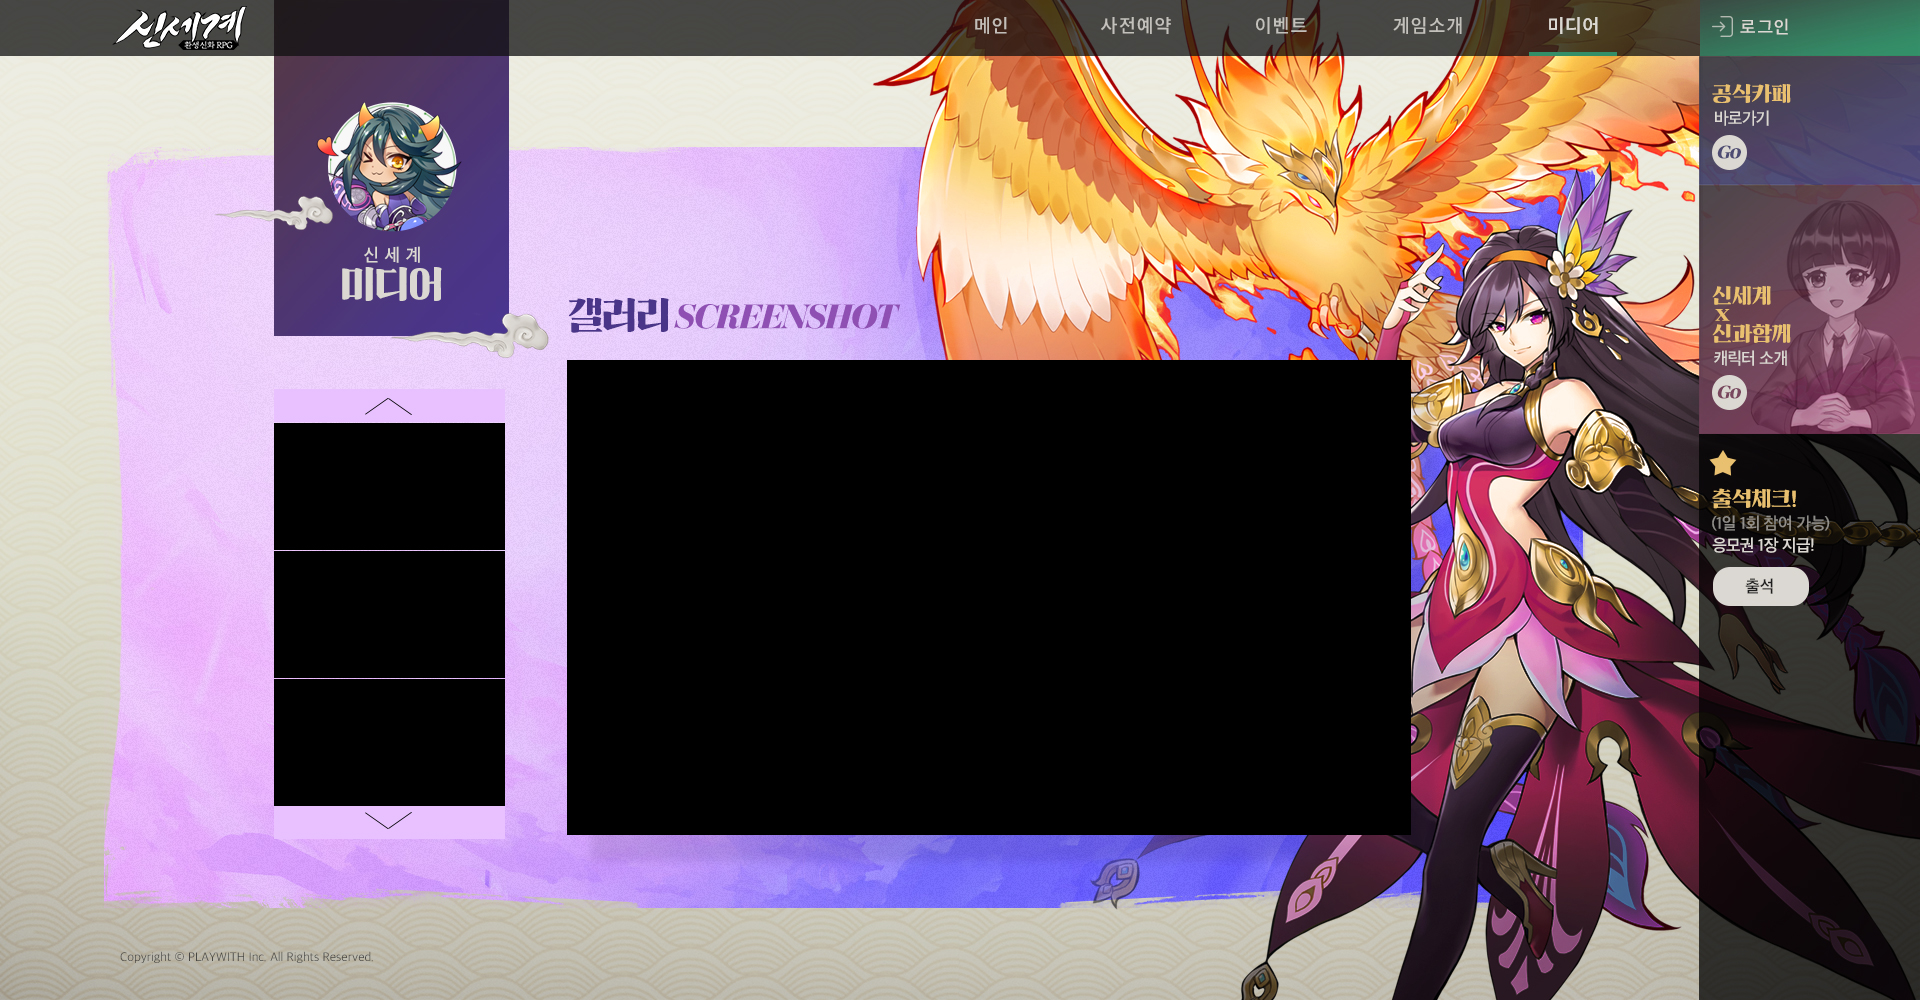 신세계
환생신화 RPG
메인
사전예약
이벤트
게임소개
미디어
로그인
신세계
미디어
갤러리 SCREENSHOT
공식카페
바로가기
Go
신세계
X
신과함께
캐릭터 소개
Go
출석체크!
(1일 1회 참여 가능)
응모권 1장 지급!
출석
Copyright © PLAYWITH Inc. All Rights Reserved.